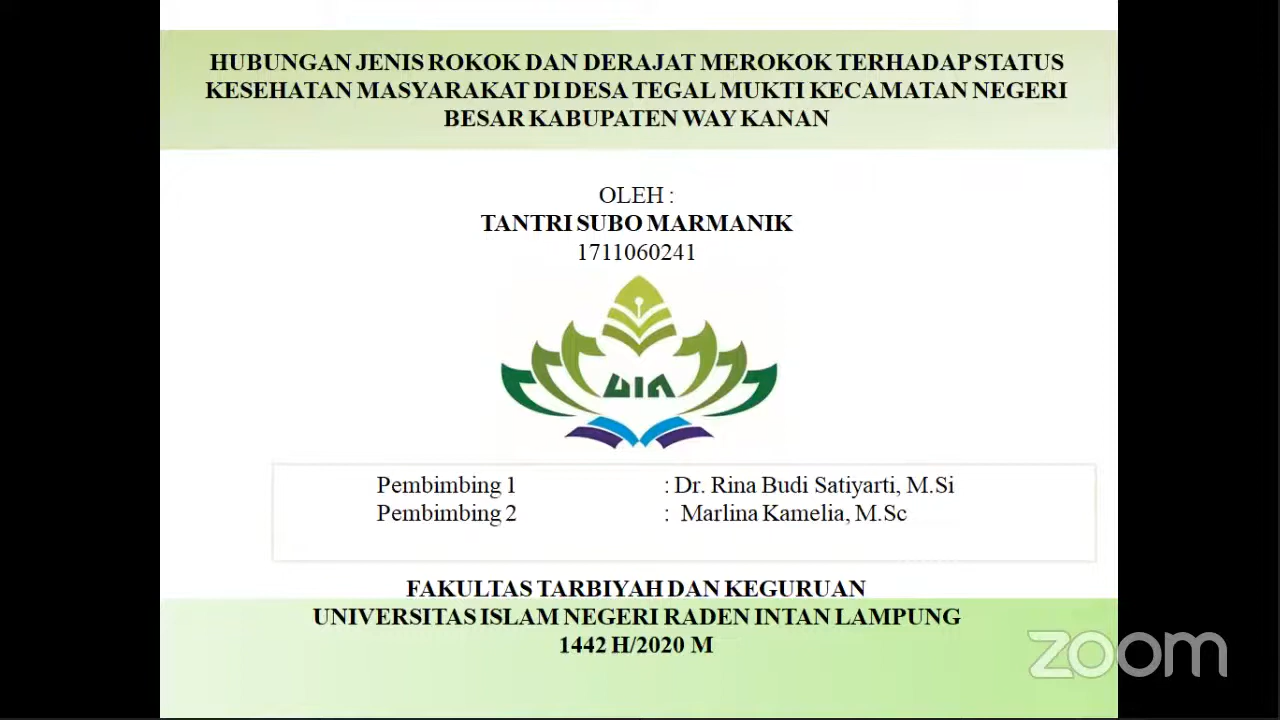 HUBUNGAN JENIS ROKOK DAN DERAJAT MEROKOK TERHADAP STATUS
KESEHATAN MASYARAKAT DI DESA TEGAL MUKTI KECAMATAN NEGERI
BESAR KABUPATEN WAY KANAN
OLEH :
TANTRI SUBO MARMANIK
1711060241
UIN
Pembimbing 1 : Dr. Rina Budi Satiyarti, M.Si
Pembimbing 2 : Marlina Kamelia, M.Sc
FAKULTAS TARBIYAH DAN KEGURUAN
UNIVERSITAS ISLAM NEGERI RADEN INTAN LAMPUNG
1442 H/2020 M
zoom